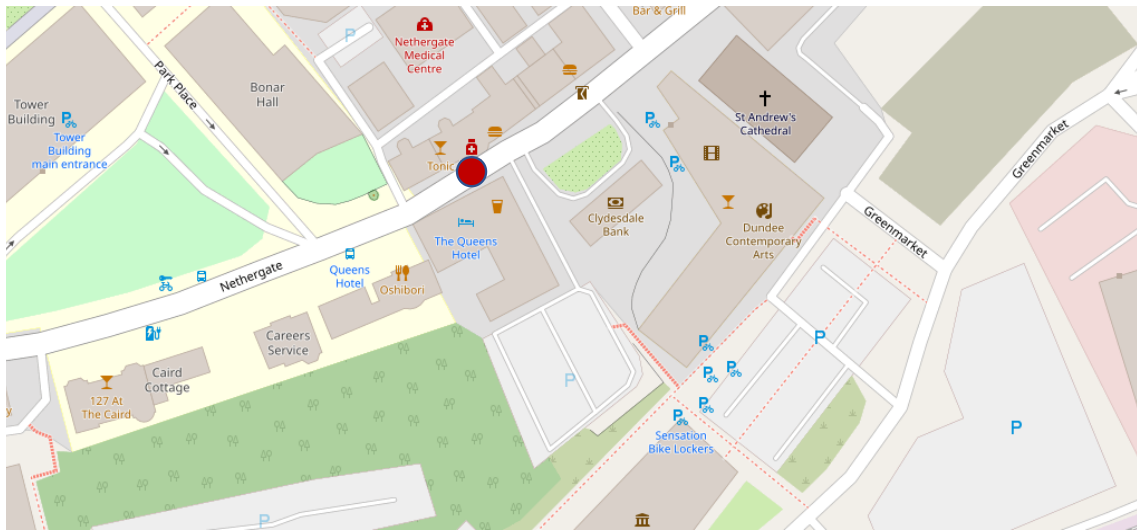 Bar & Grill
P
Nethergate
Medical
Centre
Park Place
Bonar
Hall
Tower
Building
P
Tower
Building
main entrance
St Andrew's
Cathedral
P
P
Greenmarket
Tonic
Clydesdale
Bank
Greenmarket
Dundee
Contemporary
Arts
The Queens
Hotel
Queens
Hotel
Nethergate
Oshibori
Careers
Service
Caird
Cottage
127 At
The Caird
P
P
P
P
P
P
P
P
Sensation
Bike Lockers
P
P